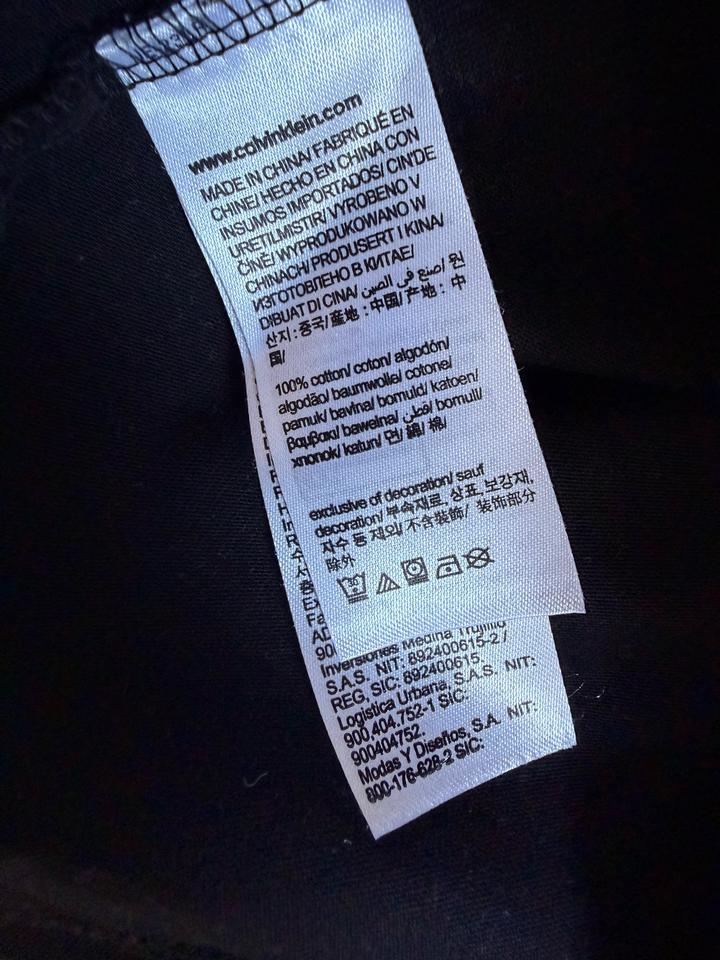 www.calvinklein.com
MADE IN CHINA/ FABRIQUÉ EN
CHINE/ HECHO EN CHINA CON
INSUMOS IMPORTADOS/ CIN'DE
URETILMISTIR/ VYROBENO V
ČÍNĚ/ WYPRODUKOWANO W
CHINACH/ PRODUSERT I KINA/
ИЗГОТОВЛЕНО В КИТАЕ/
DIBUAT DI CINA/ صنع في الصين/ 원
산지 : 중국/ 産地 : 中国/ 产地 : 中
国/
100% cotton/ coton/ algodón/
algodão/ baumwolle/ cotone/
pamuk/ bavlna/ bomuld/ katoen/
βαμβακι/ bawełna/ قطن/ bomull/
хлопок/ katun/ 면/ 綿/ 棉/
exclusive of decoration/ sauf
decoration/ 부속재료, 상표, 보강재,
자수 등 제외/ 不含裝飾/ 装饰部分
除外
30
Inversiones Medina Trujillo
S.A.S. NIT: 892400615-2 /
REG, SIC: 892400615,
Logistica Urbana, S.A.S. NIT:
900.404.752-1 SIC:
900404752.
Modas Y Diseños, S.A. NIT:
800-176-628-2 SIC: